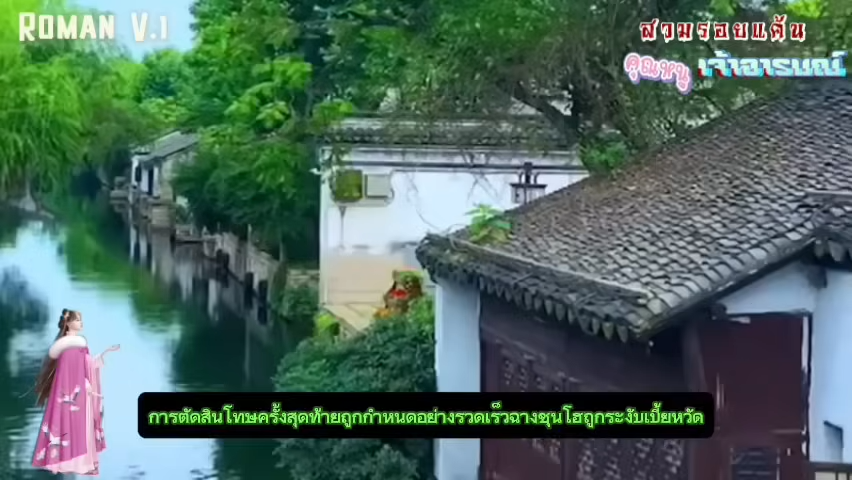 ROMAN V.1
สวมรอยแค้น
คุณหนู เจ้าอารมณ์
การตัดสินโทษครั้งสุดท้ายถูกกำหนดอย่างรวดเร็วฉางชุนโฮถูกระงับเบี้ยหวัด